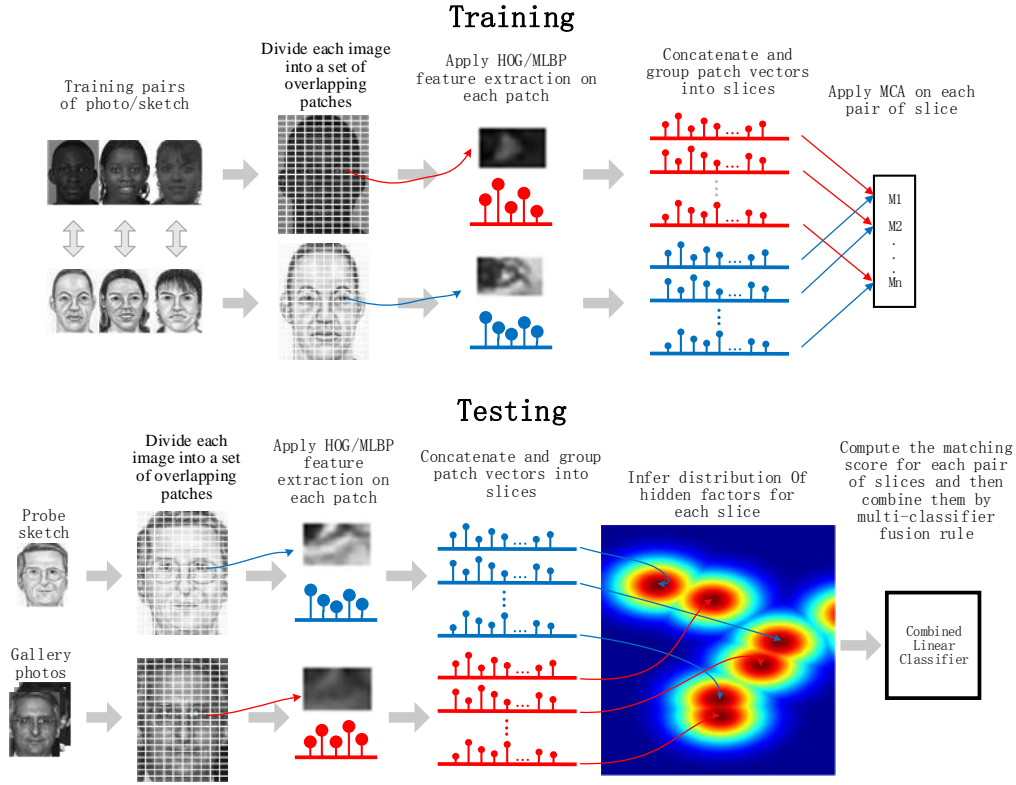 Training
Training pairs
of photo/sketch
Divide each image
into a set of
overlapping
patches
Apply HOG/MLBP
feature extraction on
each patch
Concatenate and
group patch vectors
into slices
Apply MCA on each
pair of slice
...
...
...
...
...
...
M1
M2
.
.
.
Mn
Testing
Probe
sketch
Gallery
photos
Divide each
image into a set
of overlapping
patches
Apply HOG/MLBP
feature
extraction on
each patch
Concatenate and group
patch vectors into
slices
...
...
...
...
...
...
Infer distribution Of
hidden factors for
each slice
Compute the matching
score for each pair
of slices and then
combine them by
multi-classifier
fusion rule
Combined
Linear
Classifier